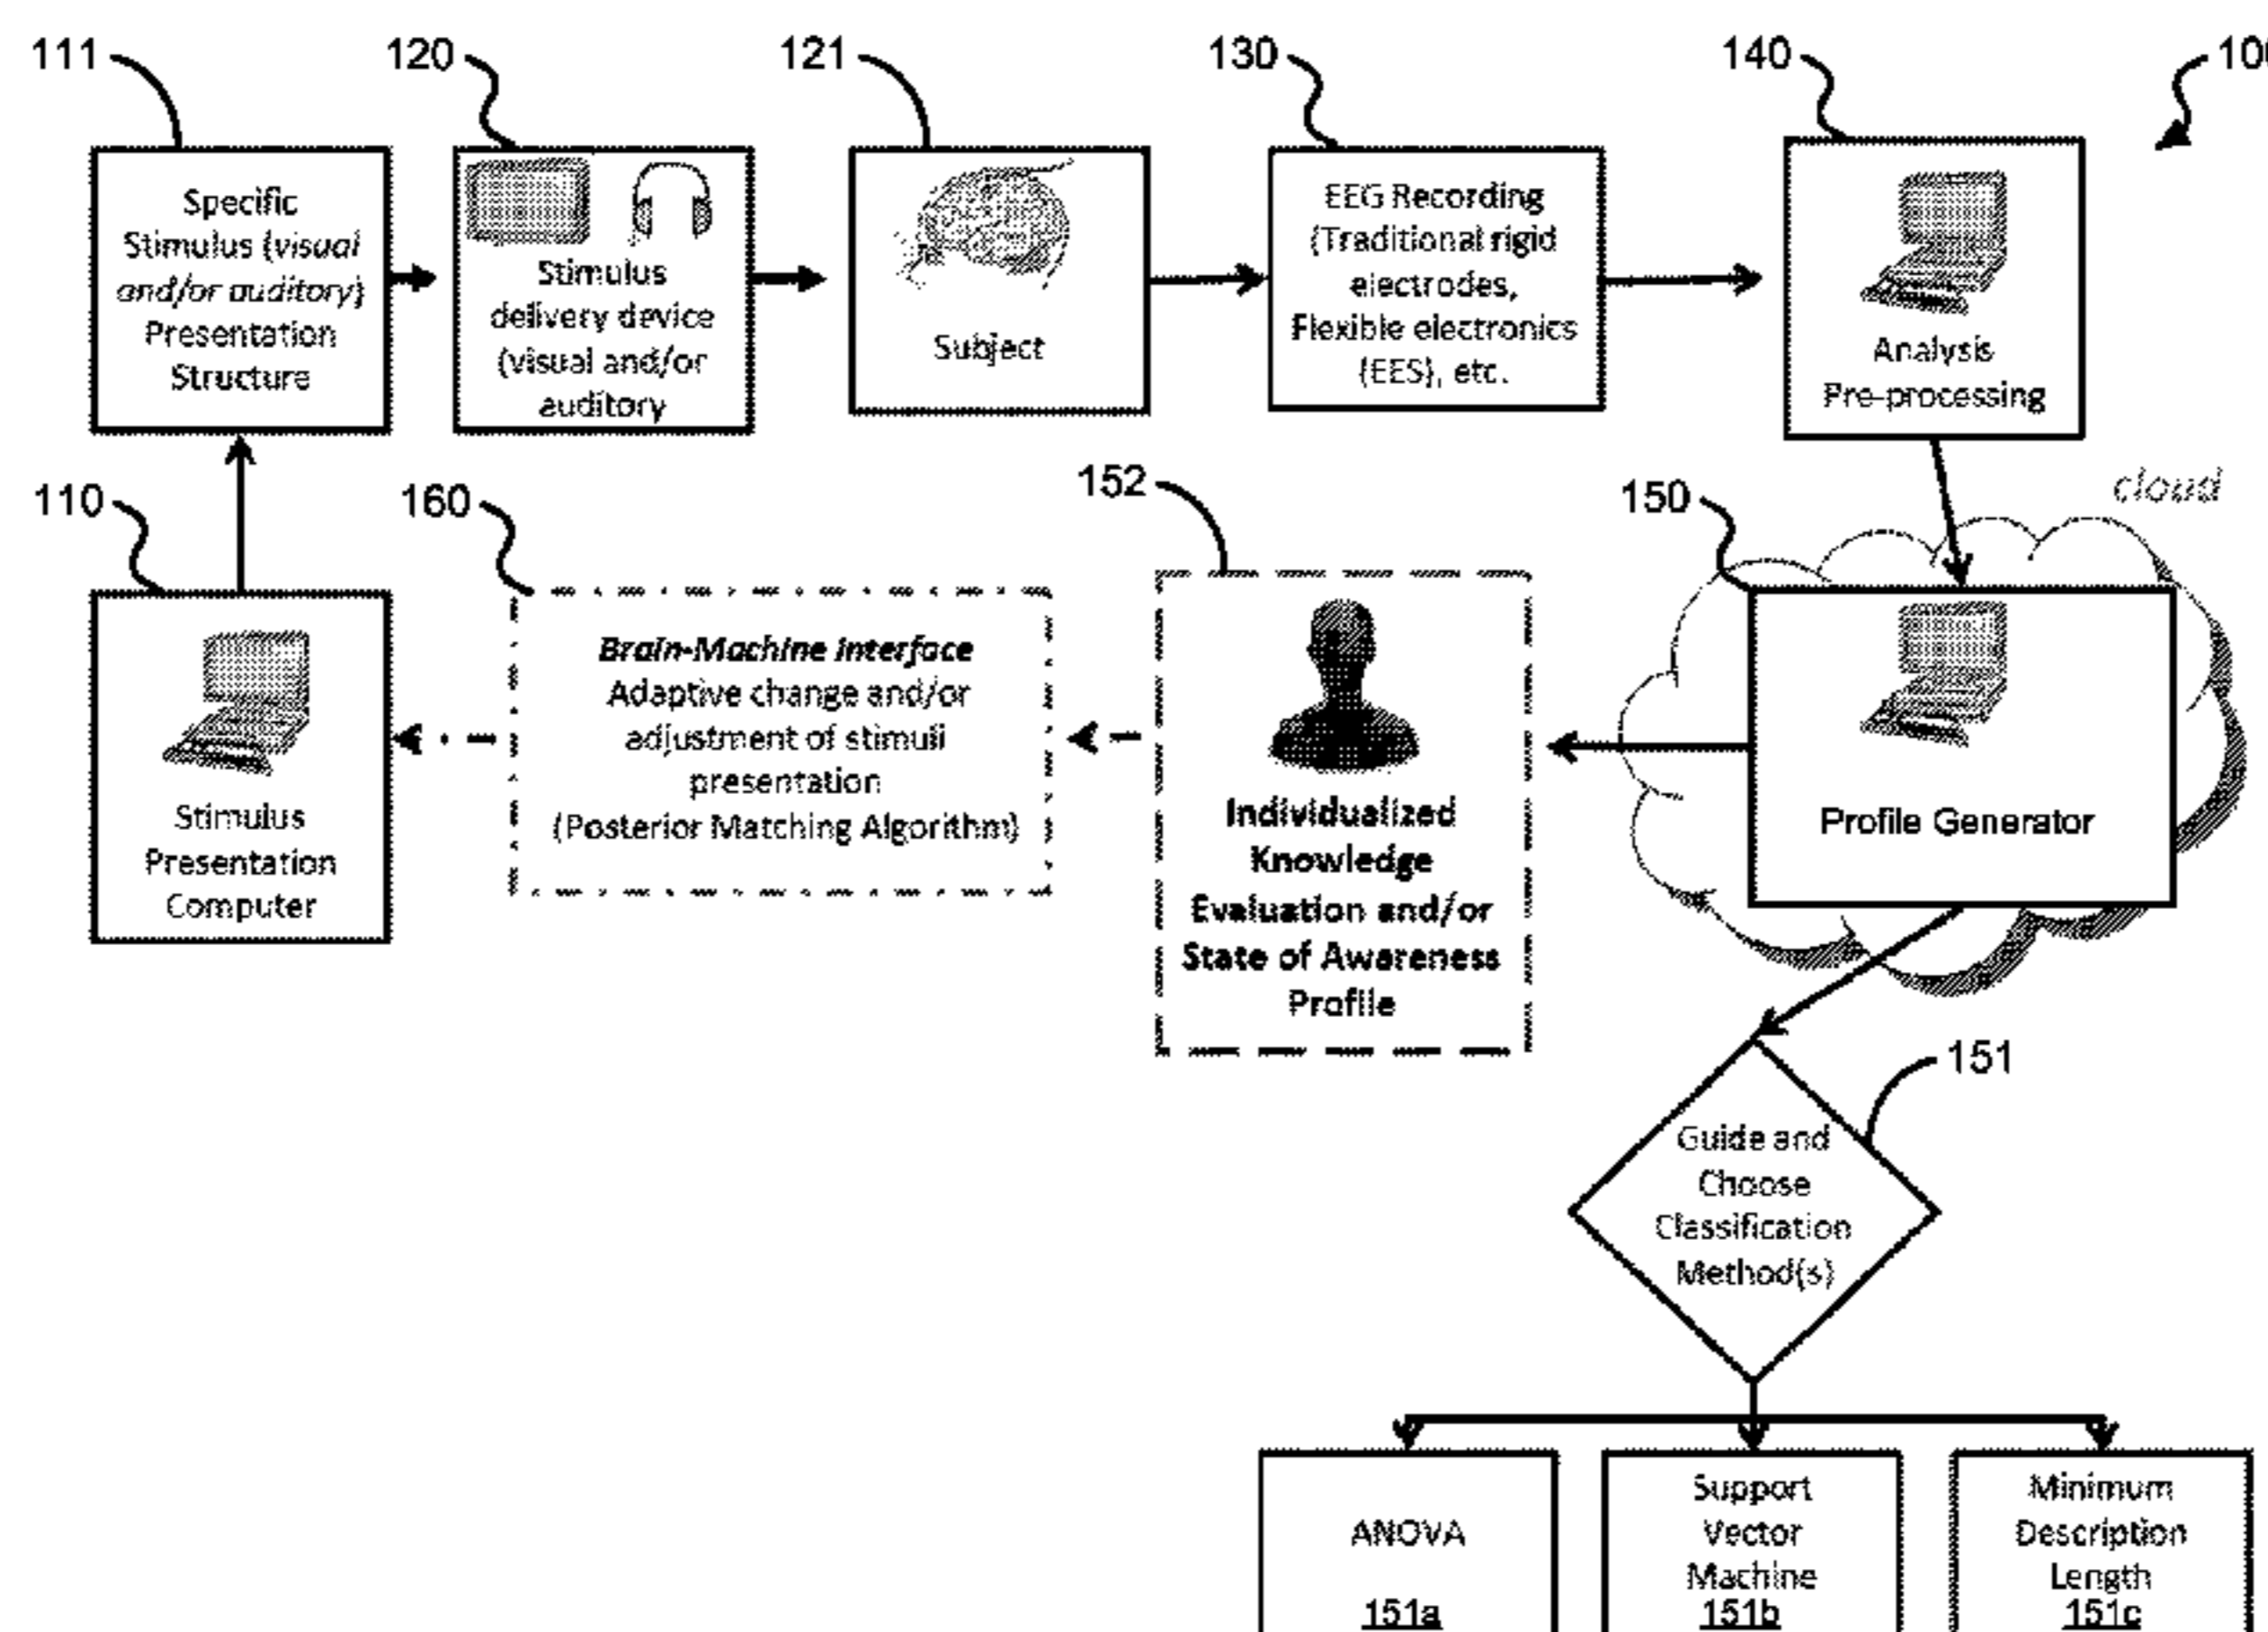 111
120
121
130
140
100
Specific
Stimulus (visual
and/or auditory)
Presentation
Structure
Stimulus
delivery device
(visual and/or
auditory
Subject
EEG Recording
(Traditional rigid
electrodes,
Flexible electronics
(EES), etc.
Analysis
Pre-processing
110
160
152
150
cloud
Stimulus
Presentation
Computer
Brain-Machine Interface
Adaptive change and/or
adjustment of stimuli
presentation
(Posterior Matching Algorithm)
Individualized
Knowledge
Evaluation and/or
State of Awareness
Profile
Profile Generator
151
Guide and
Choose
Classification
Method(s)
ANOVA
151a
Support
Vector
Machine
151b
Minimum
Description
Length
151c